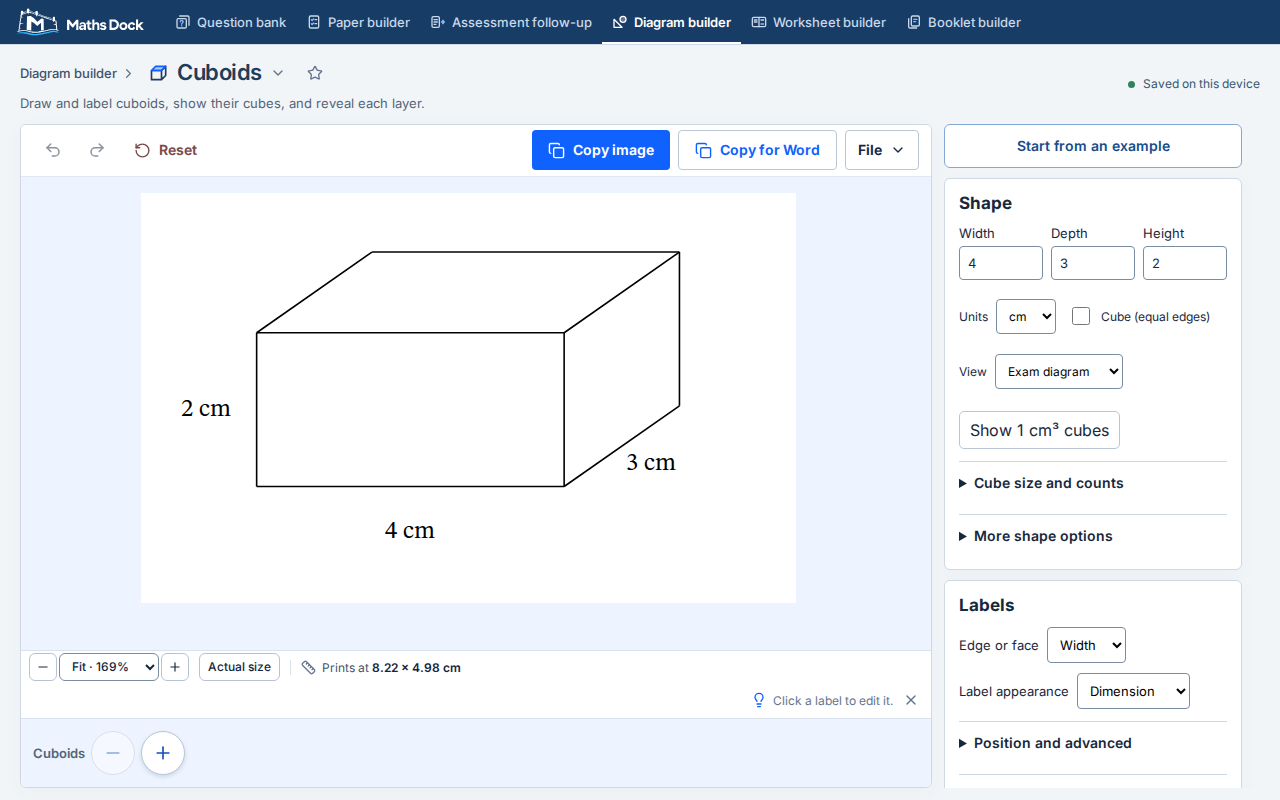 Maths Dock
Question bank
Paper builder
Assessment follow-up
Diagram builder
Worksheet builder
Booklet builder
Diagram builder
Cuboids
Draw and label cuboids, show their cubes, and reveal each layer.
Saved on this device
Reset
Copy image
Copy for Word
File
2 cm
3 cm
4 cm
Fit · 169%
Actual size
Prints at 8.22 × 4.98 cm
Click a label to edit it.
Cuboids
Start from an example
Shape
Width Depth Height
4 3 2
Units cm Cube (equal edges)
View Exam diagram
Show 1 cm³ cubes
Cube size and counts
More shape options
Labels
Edge or face Width
Label appearance Dimension
Position and advanced